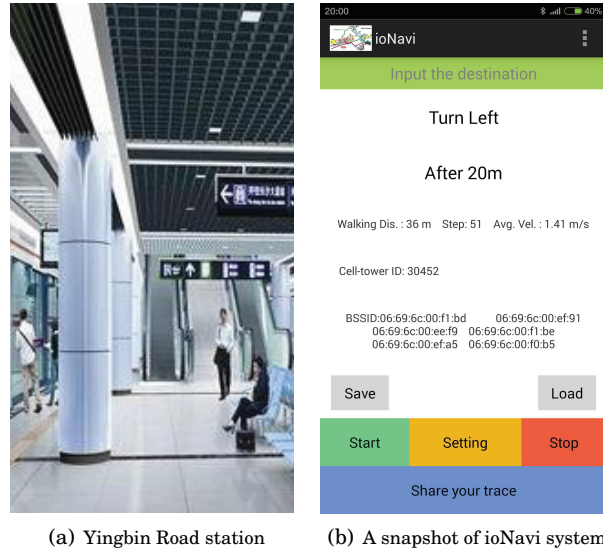 20:00
40%
ioNavi
Input the destination
Turn Left
After 20m
Walking Dis. : 36 m Step: 51 Avg. Vel. : 1.41 m/s
Cell-tower ID: 30452
BSSID:06:69:6c:00:f1:bd 06:69:6c:00:ef:91
06:69:6c:00:ee:f9 06:69:6c:00:f1:be
06:69:6c:00:ef:a5 06:69:6c:00:f0:b5
Save Load
Start Setting Stop
Share your trace
(a) Yingbin Road station
(b) A snapshot of ioNavi system